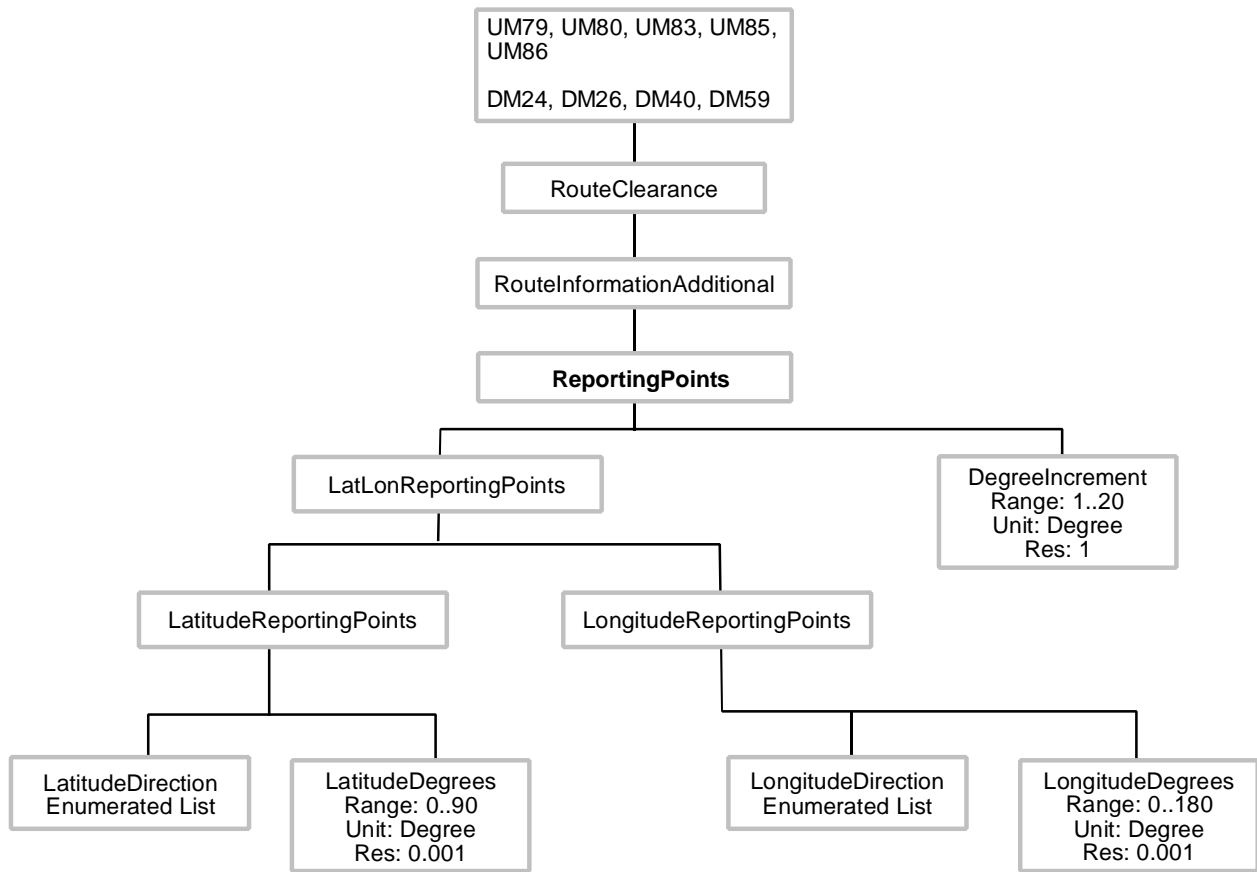 UM79, UM80, UM83, UM85,
UM86
DM24, DM26, DM40, DM59
RouteClearance
RouteInformationAdditional
ReportingPoints
LatLonReportingPoints
DegreeIncrement
Range: 1..20
Unit: Degree
Res: 1
LatitudeReportingPoints
LongitudeReportingPoints
LatitudeDirection
Enumerated List
LatitudeDegrees
Range: 0..90
Unit: Degree
Res: 0.001
LongitudeDirection
Enumerated List
LongitudeDegrees
Range: 0..180
Unit: Degree
Res: 0.001